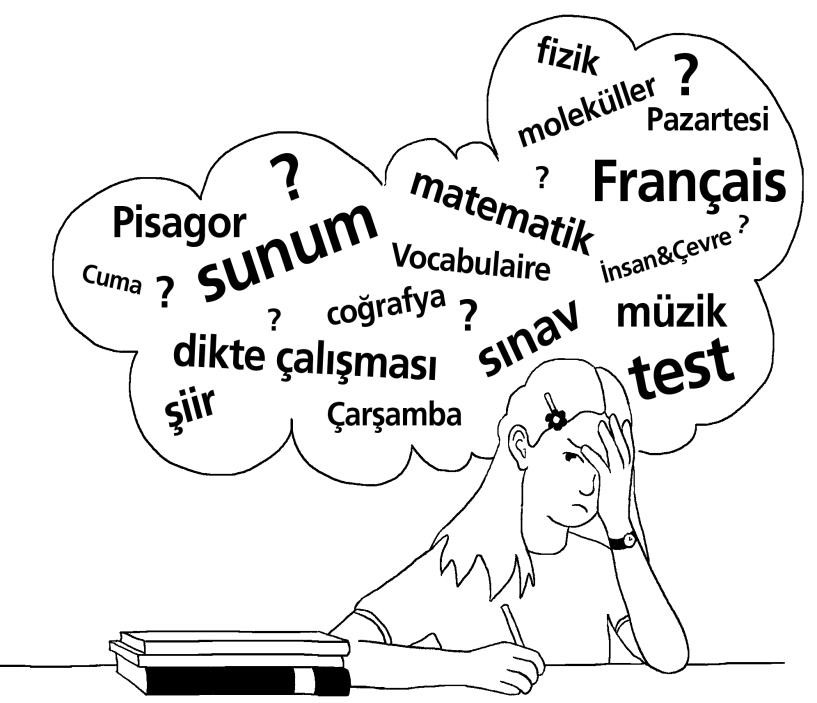 fizik
?
moleküller
Pazartesi
?
Français
?
matematik
Pisagor
sunum
?
İnsan&Çevre
Vocabulaire
Cuma
?
coğrafya
?
sınav
müzik
?
dikte çalışması
test
şiir
Çarşamba